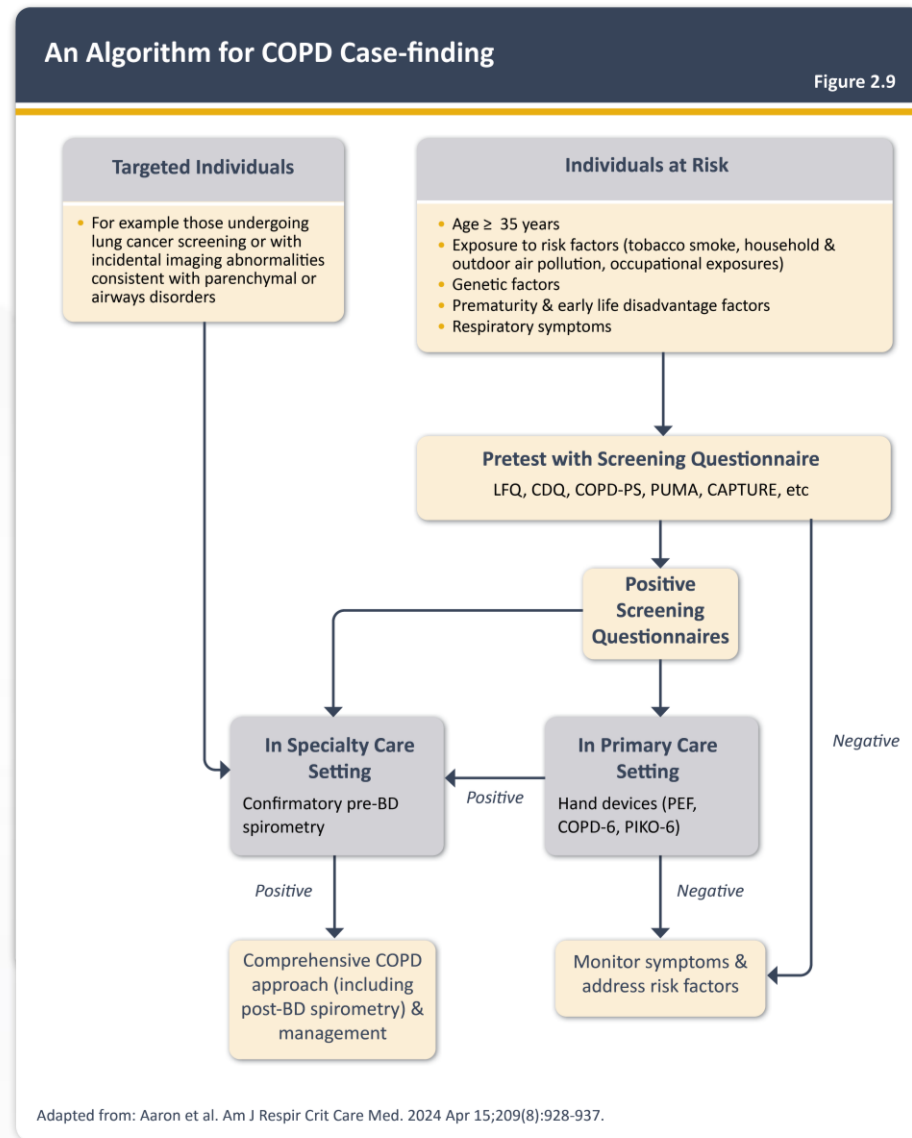 An Algorithm for COPD Case-finding
Figure 2.9
Targeted Individuals
• For example those undergoing
lung cancer screening or with
incidental imaging abnormalities
consistent with parenchymal or
airways disorders
Individuals at Risk
• Age ≥ 35 years
• Exposure to risk factors (tobacco smoke, household &
outdoor air pollution, occupational exposures)
• Genetic factors
• Prematurity & early life disadvantage factors
• Respiratory symptoms
Pretest with Screening Questionnaire
LFQ, CDQ, COPD-PS, PUMA, CAPTURE, etc
Positive
Screening
Questionnaires
In Specialty Care
Setting
Confirmatory pre-BD
spirometry
Positive
In Primary Care
Setting
Hand devices (PEF,
COPD-6, PIKO-6)
Negative
Positive
Negative
Comprehensive COPD
approach (including
post-BD spirometry) &
management
Monitor symptoms &
address risk factors
Adapted from: Aaron et al. Am J Respir Crit Care Med. 2024 Apr 15;209(8):928-937.